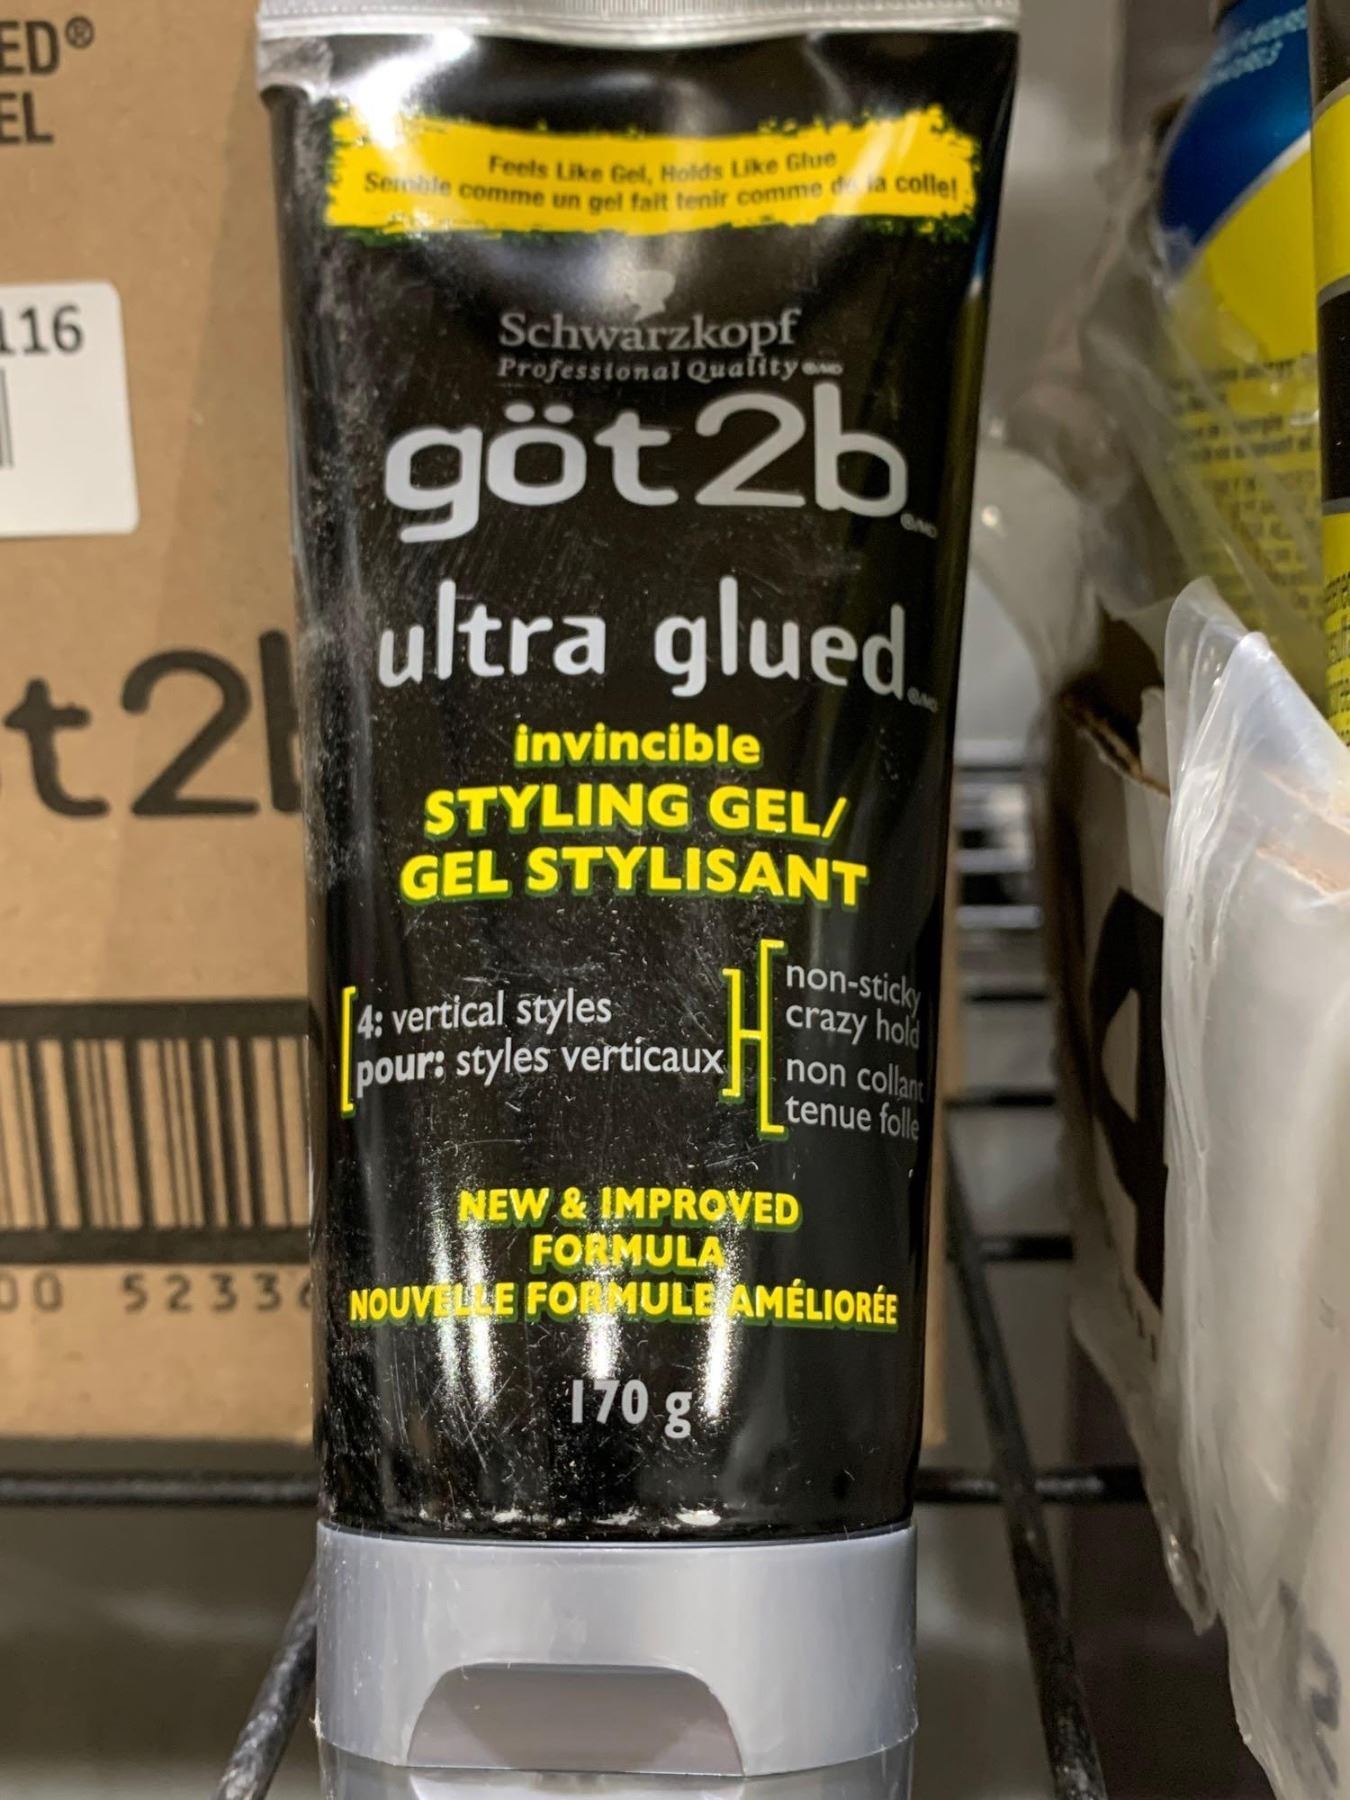 Feels Like Gel, Holds Like Glue
Semble comme un gel fait tenir comme de la colle!
Schwarzkopf
Professional Quality
göt2b
ultra glued
invincible
STYLING GEL/
GEL STYLISANT
4: vertical styles
pour: styles verticaux
non-sticky
crazy hold
non collant
tenue folle
NEW & IMPROVED
FORMULA
NOUVELLE FORMULE AMÉLIORÉE
170 g
ED®
EL
116
t2b
00 5233